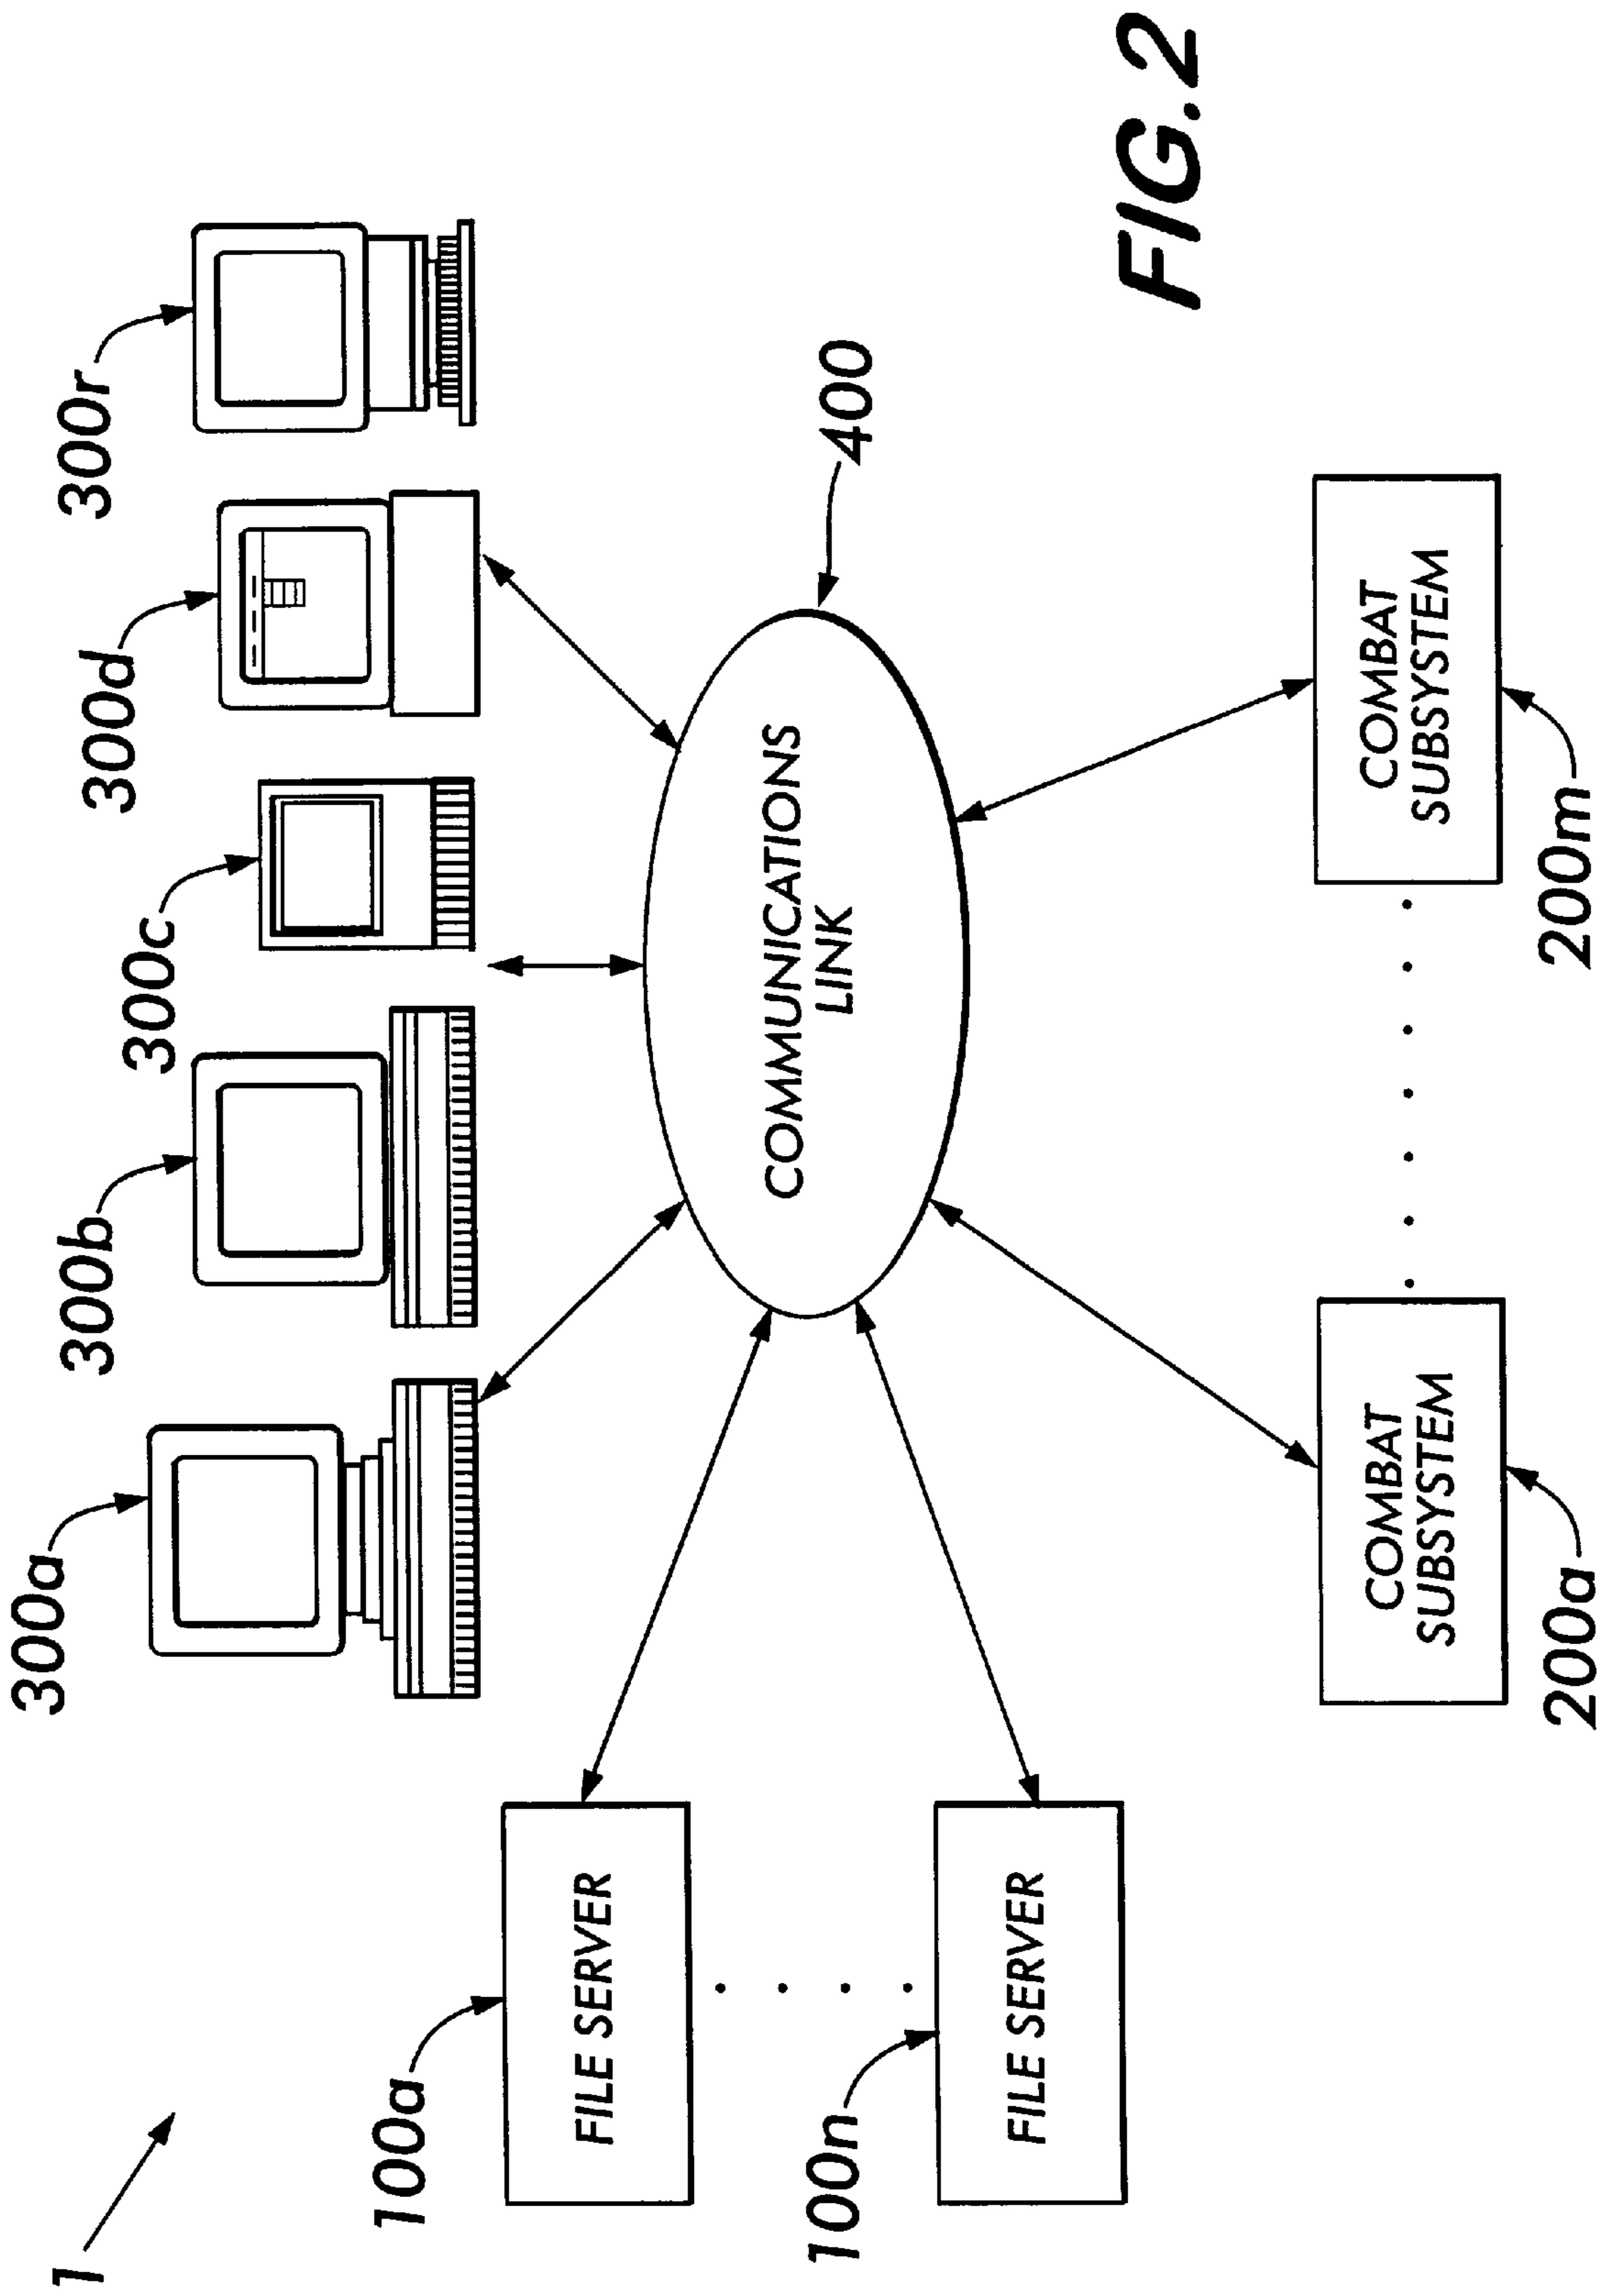 1
300a
300b
300c
300d
300r
100a
FILE SERVER
100n
FILE SERVER
COMMUNICATIONS
LINK
400
COMBAT
SUBSYSTEM
200a
COMBAT
SUBSYSTEM
200m
FIG.2